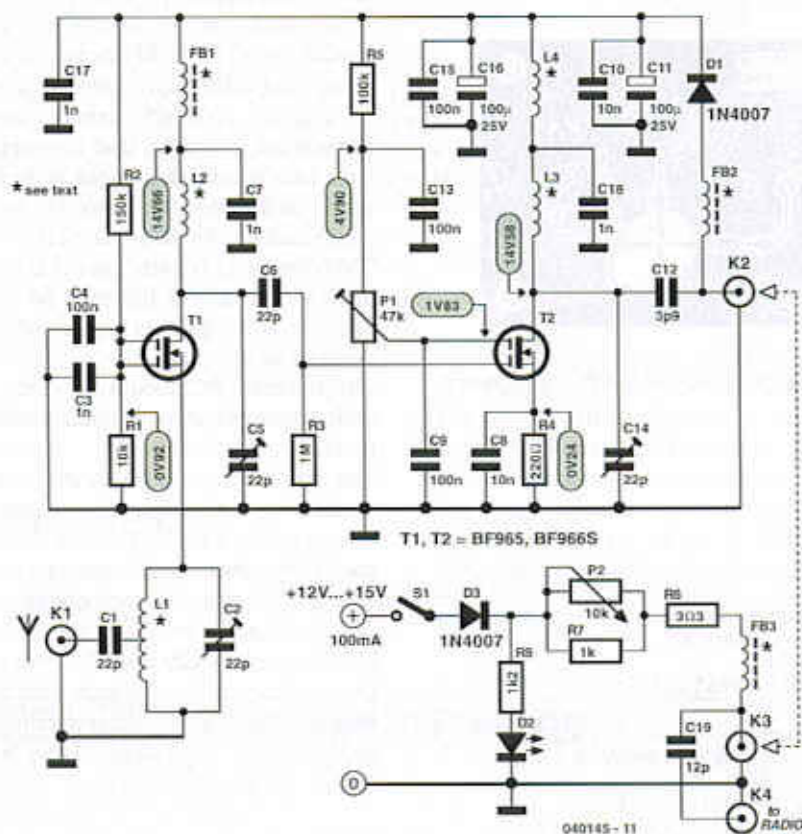 FB1
*
C17
1n
R2
150k
*see text
14V66
L2
*
C7
1n
C4
100n
C3
1n
R1
10k
0V92
T1
C6
22p
C5
22p
R3
1M
R5
100k
4V90
C13
100n
P1
47k
1V83
C9
100n
C8
10n
R4
220Ω
0V24
C15
100n
C16
100µ
25V
L4
*
L3
*
14V58
T2
C10
10n
C11
100µ
25V
C18
1n
D1
1N4007
FB2
*
C12
3p9
K2
C14
22p
T1, T2 = BF965, BF966S
K1
C1
22p
L1
*
C2
22p
+12V...+15V
+
100mA
S1
D3
1N4007
P2
10k
R7
1k
R6
3Ω3
FB3
*
1k2
D2
0
C19
12p
K3
K4
to
RADIO
04014S - 11